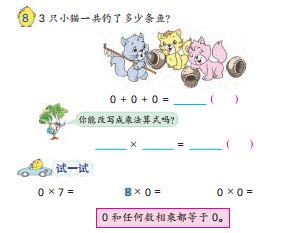 8 3 只小猫一共钓了多少条鱼?
0 + 0 + 0 = ______ ( )
你能改写成乘法算式吗?
______ × ______ = ______ ( )
试一试
0 × 7 = 8 × 0 = 0 × 0 =
0 和任何数相乘都等于 0。